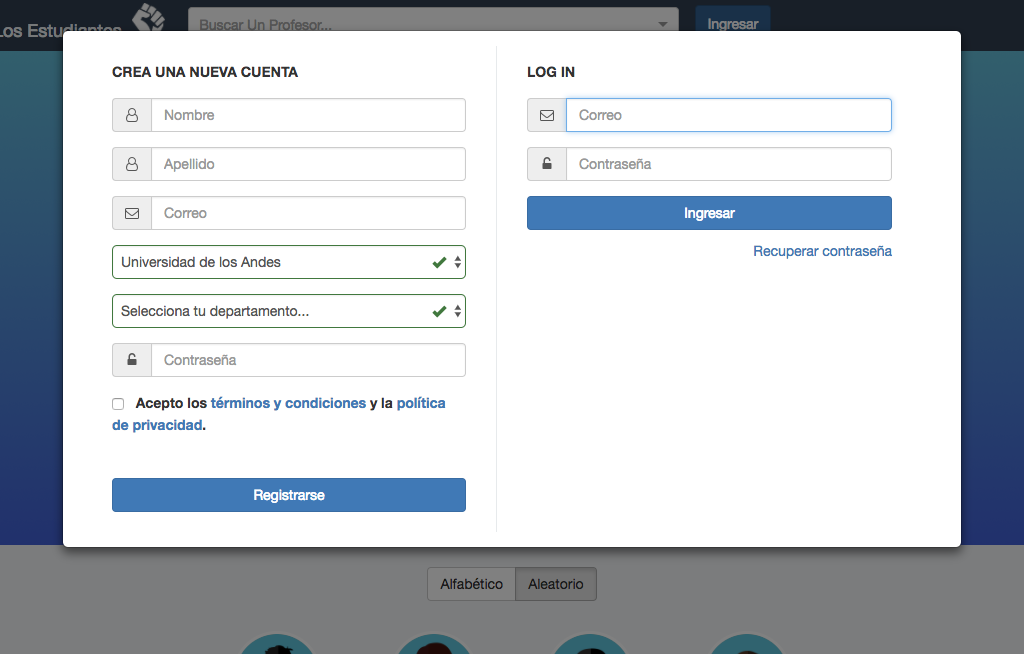 Los Estudiantes
Buscar Un Profesor...
Ingresar
CREA UNA NUEVA CUENTA
Nombre
Apellido
Correo
Universidad de los Andes
Selecciona tu departamento...
Contraseña
Acepto los términos y condiciones y la política
de privacidad.
Registrarse
LOG IN
Correo
Contraseña
Ingresar
Recuperar contraseña
Alfabético
Aleatorio